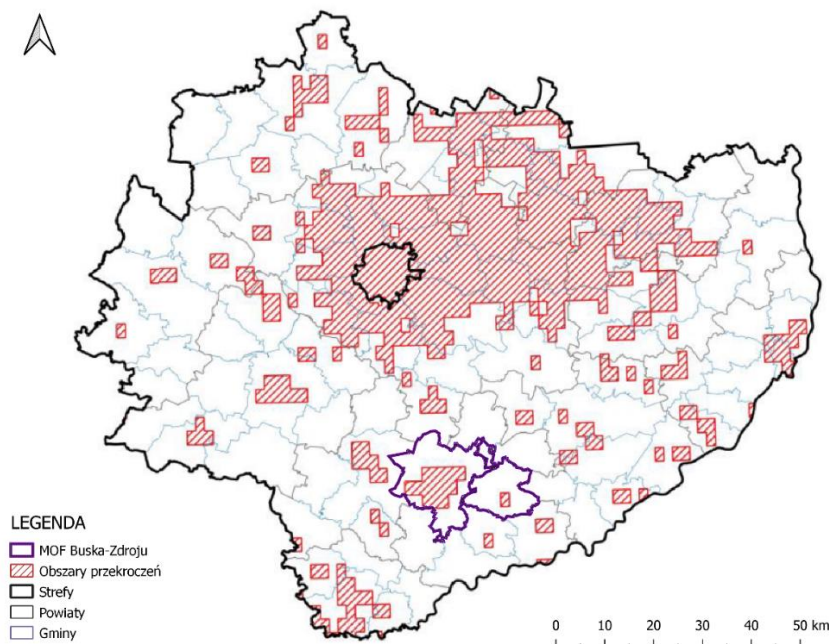 LEGENDA
MOF Buska-Zdroju
Obszary przekroczeń
Strefy
Powiaty
Gminy
0 10 20 30 40 50 km